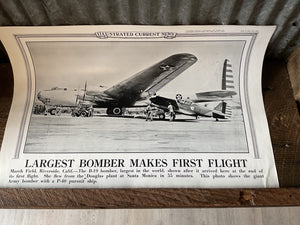 ILLUSTRATED CURRENT NEWS
LARGEST BOMBER MAKES FIRST FLIGHT
March Field, Riverside, Calif.—The B-19 bomber, largest in the world, shown after it arrived here at the end of
its first flight. She flew from the Douglas plant at Santa Monica in 55 minutes. This photo shows the giant
Army bomber with a P-40 pursuit ship.